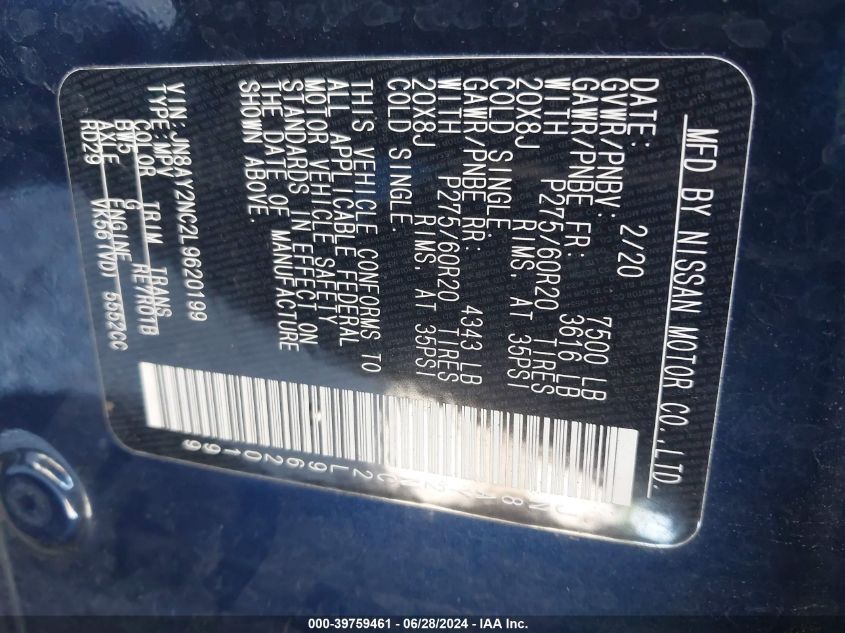 MFD BY NISSAN MOTOR CO.,LTD.
DATE: 2/20
GVWR/PNBV: 7500 LB
GAWR/PNBE FR: 3616 LB
WITH P275/60R20 TIRES
20X8J RIMS, AT 35PSI
COLD SINGLE.
GAWR/PNBE RR. 4343 LB
WITH P275/60R20 TIRES
20X8J RIMS. AT 35PSI
COLD SINGLE.
THIS VEHICLE CONFORMS TO
ALL APPLICABLE FEDERAL
MOTOR VEHICLE SAFETY
STANDARDS IN EFFECT ON
THE DATE OF MANUFACTURE
SHOWN ABOVE.
VIN: JN8AY2NC2L9620199
TYPE:MPV
COLOR TRIM TRANS
BW5 G RE7R01B
AXLE ENGINE
RD29 VK56(VD) 5552CC
JN8AY2NC2L9620199
000-39759461 - 06/28/2024 - IAA Inc.